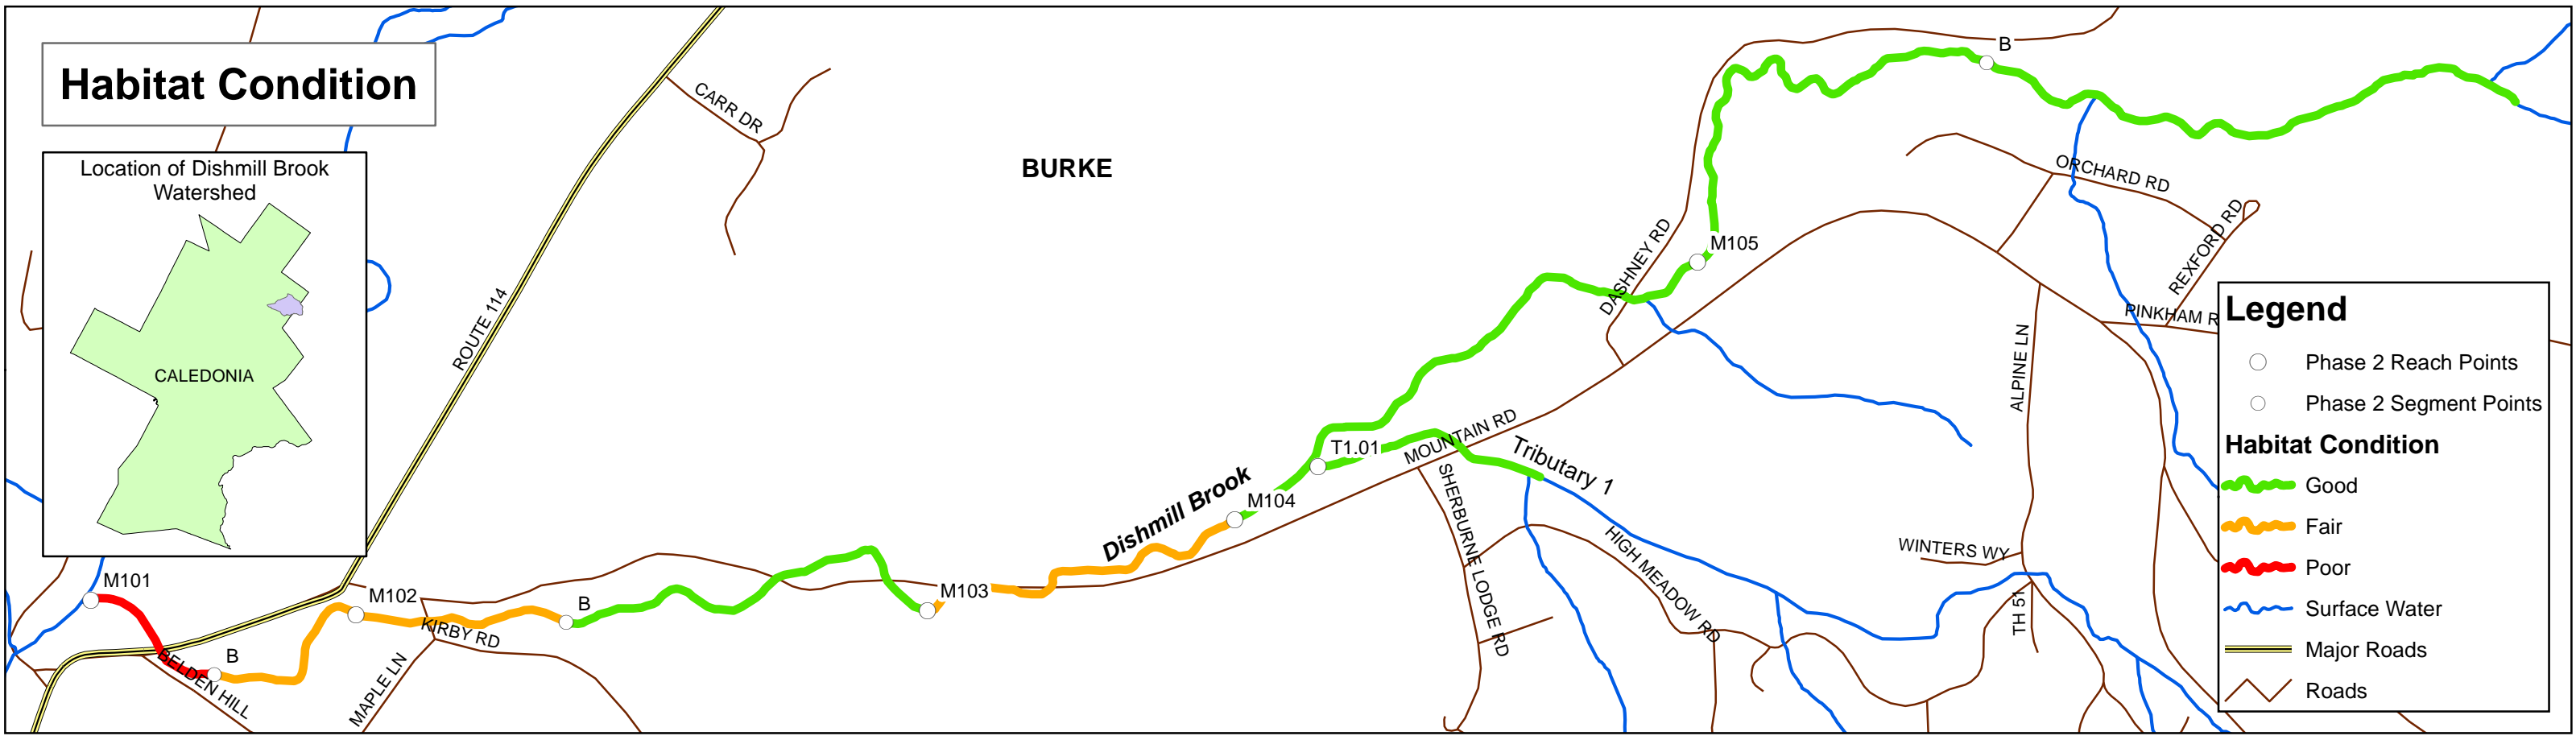 Habitat Condition
Location of Dishmill Brook
Watershed
CALEDONIA
CARR DR
ROUTE 114
BURKE
B
ORCHARD RD
REXFORD RD
PINKHAM R
M105
DASHNEY RD
ALPINE LN
T1.01
MOUNTAIN RD
Tributary 1
Dishmill Brook
M104
SHERBURNE LODGE RD
HIGH MEADOW RD
WINTERS WY
TH 51
M101
M102
B
M103
KIRBY RD
B
BELDEN HILL
MAPLE LN
Legend
Phase 2 Reach Points
Phase 2 Segment Points
Habitat Condition
Good
Fair
Poor
Surface Water
Major Roads
Roads